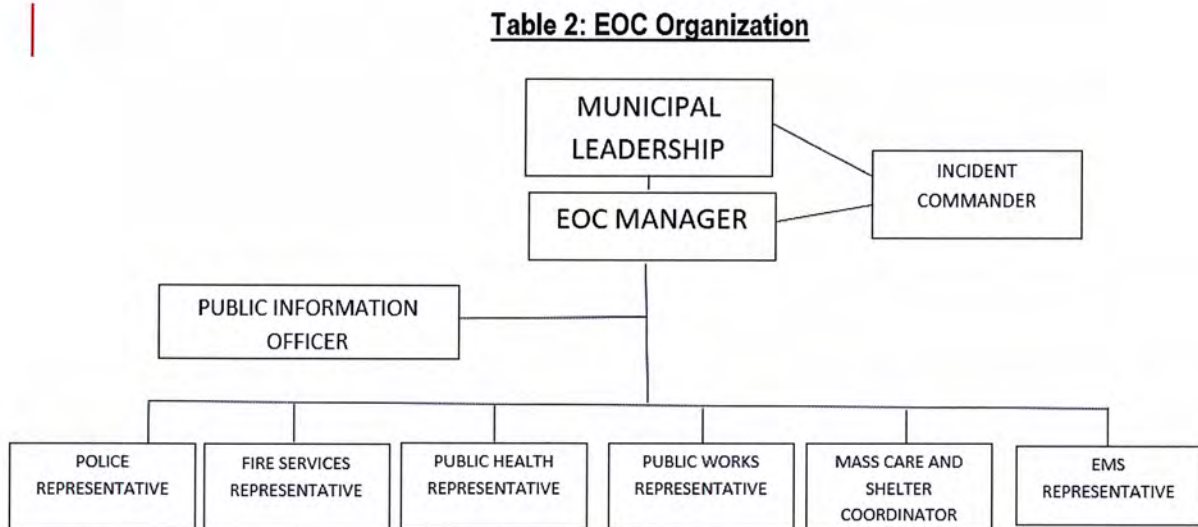 Table 2: EOC Organization
MUNICIPAL
LEADERSHIP
INCIDENT
COMMANDER
EOC MANAGER
PUBLIC INFORMATION
OFFICER
POLICE
REPRESENTATIVE
FIRE SERVICES
REPRESENTATIVE
PUBLIC HEALTH
REPRESENTATIVE
PUBLIC WORKS
REPRESENTATIVE
MASS CARE AND
SHELTER
COORDINATOR
EMS
REPRESENTATIVE